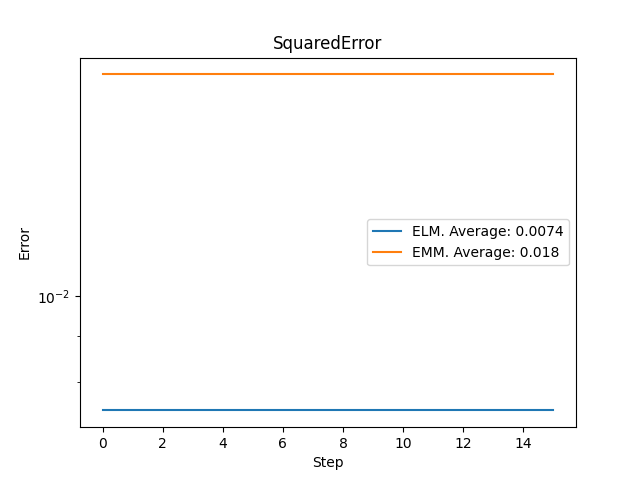 SquaredError
Error
10⁻²
ELM. Average: 0.0074
EMM. Average: 0.018
0 2 4 6 8 10 12 14
Step